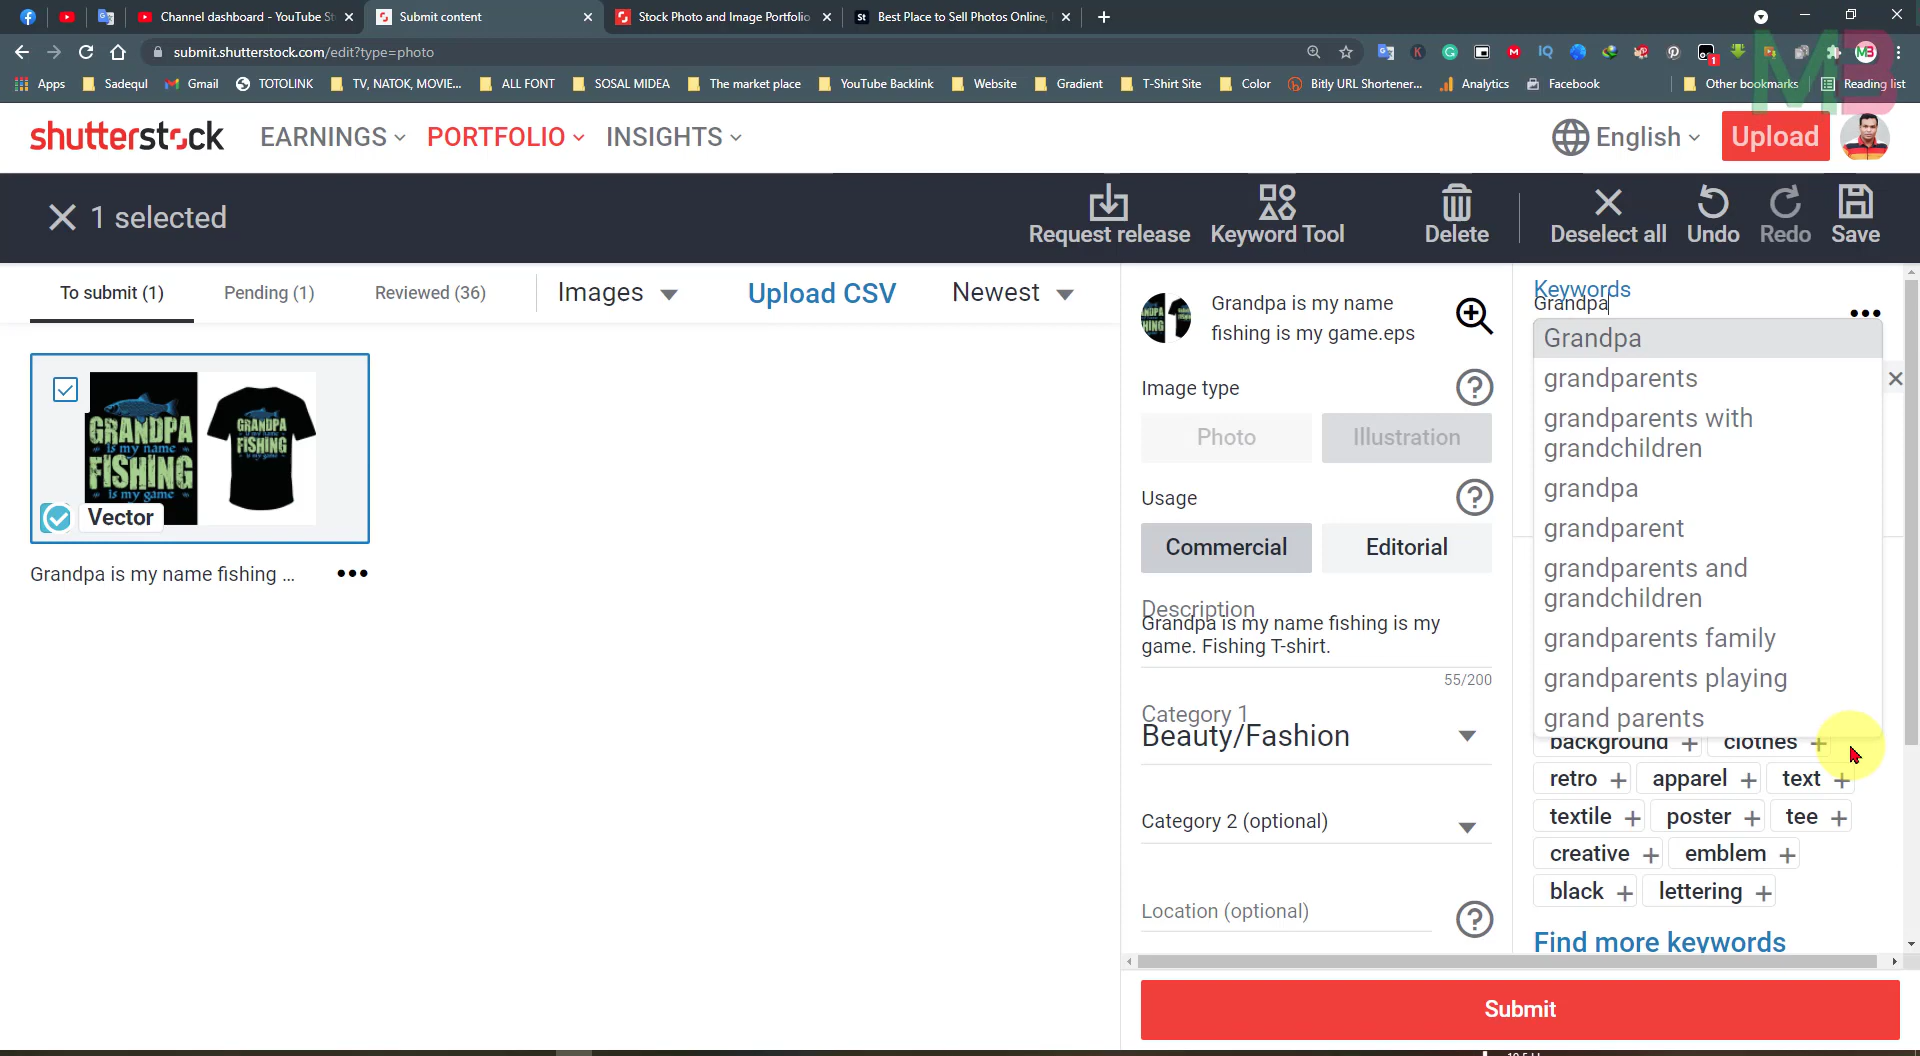 Channel dashboard - YouTube St
Submit content
Stock Photo and Image Portfolio
St
Best Place to Sell Photos Online,
submit.shutterstock.com/edit?type=photo
Apps
Sadequl
Gmail
TOTOLINK
TV, NATOK, MOVIE...
ALL FONT
SOSAL MIDEA
The market place
YouTube Backlink
Website
Gradient
T-Shirt Site
Color
Bitly URL Shortener...
Analytics
Facebook
Other bookmarks
Reading list
MB
shutterstock
EARNINGS
PORTFOLIO
INSIGHTS
English
Upload
1 selected
Request release
Keyword Tool
Delete
Deselect all
Undo
Redo
Save
To submit (1)
Pending (1)
Reviewed (36)
Images
Upload CSV
Newest
GRANDPA
is my name
FISHING
is my game
GRANDPA
FISHING
Vector
Grandpa is my name fishing ...
Grandpa is my name
fishing is my game.eps
Image type
Photo
Illustration
Usage
Commercial
Editorial
Description
Grandpa is my name fishing is my
game. Fishing T-shirt.
55/200
Category 1
Beauty/Fashion
Category 2 (optional)
Location (optional)
Keywords
Grandpa
Grandpa
grandparents
grandparents with
grandchildren
grandpa
grandparent
grandparents and
grandchildren
grandparents family
grandparents playing
grand parents
background +
clothes +
retro +
apparel +
text +
textile +
poster +
tee +
creative +
emblem +
black +
lettering +
Find more keywords
Submit